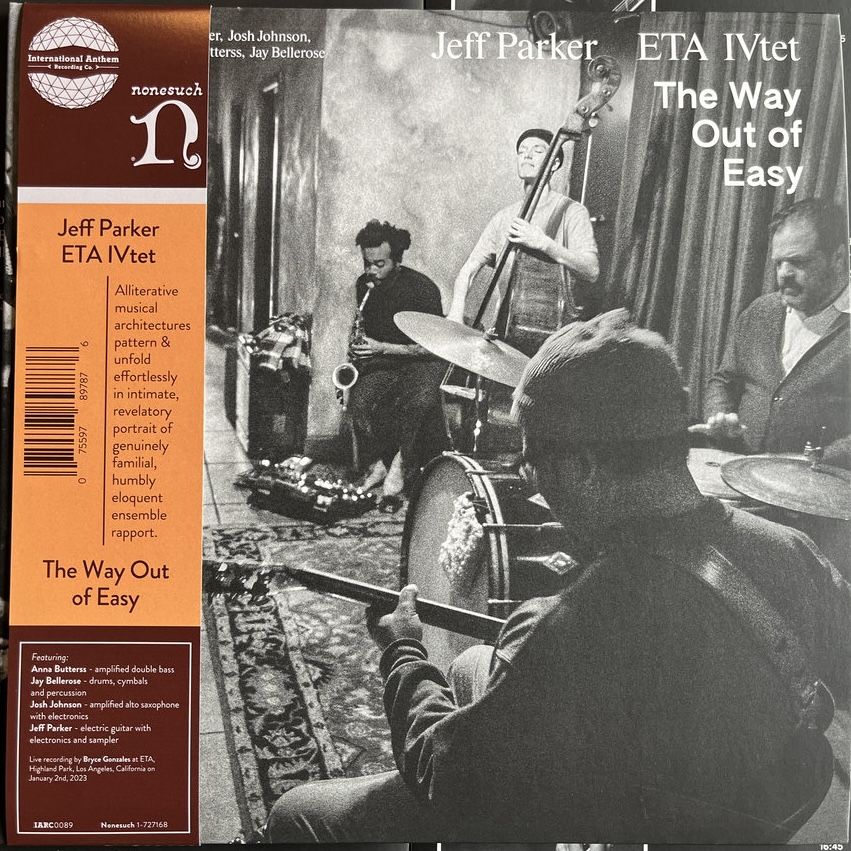 International Anthem
Recording Co.
nonesuch
Josh Johnson,
Jay Bellerose
Jeff Parker ETA IVtet
The Way
Out of
Easy
Jeff Parker
ETA IVtet
Alliterative
musical
architectures
pattern &
unfold
effortlessly
in intimate,
revelatory
portrait of
genuinely
familial,
humbly
eloquent
ensemble
rapport.
0 75597 89787 6
The Way Out
of Easy
Featuring:
Anna Butterss - amplified double bass
Jay Bellerose - drums, cymbals
and percussion
Josh Johnson - amplified alto saxophone
with electronics
Jeff Parker - electric guitar with
electronics and sampler
Live recording by Bryce Gonzales at ETA,
Highland Park, Los Angeles, California on
January 2nd, 2023
IARC0089 Nonesuch 1-727168
16:45